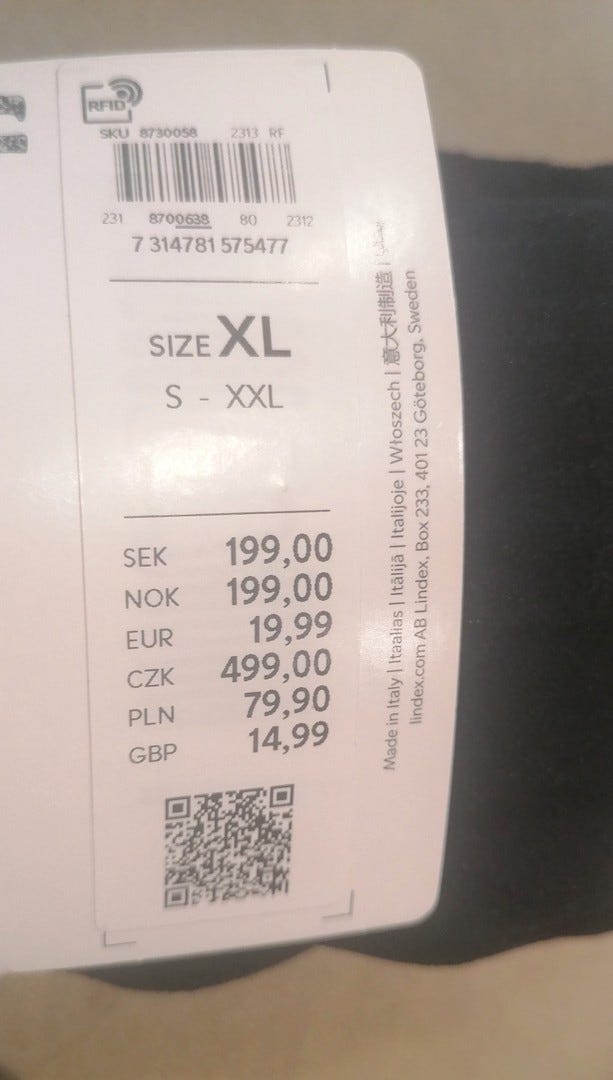 RFID
SKU 8730058 2313 RF
231 8700638 80 2312
7 314781 575477
SIZE XL
S - XXL
SEK 199,00
NOK 199,00
EUR 19,99
CZK 499,00
PLN 79,90
GBP 14,99
Made in Italy | Itaalias | Itālijā | Italijoje | Włoszech | 意大利制造 |
lindex.com AB Lindex, Box 233, 401 23 Göteborg, Sweden